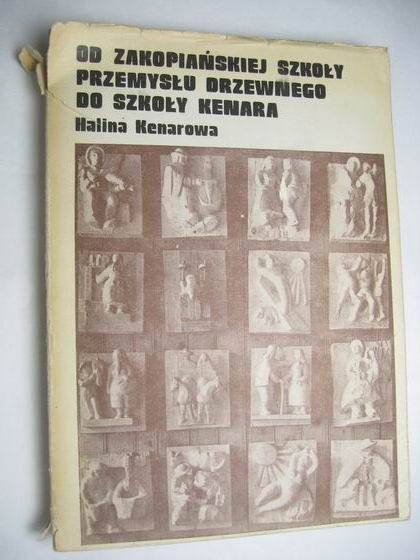 OD ZAKOPIAŃSKIEJ SZKOŁY
PRZEMYSŁU DRZEWNEGO
DO SZKOŁY KENARA
Halina Kenarowa